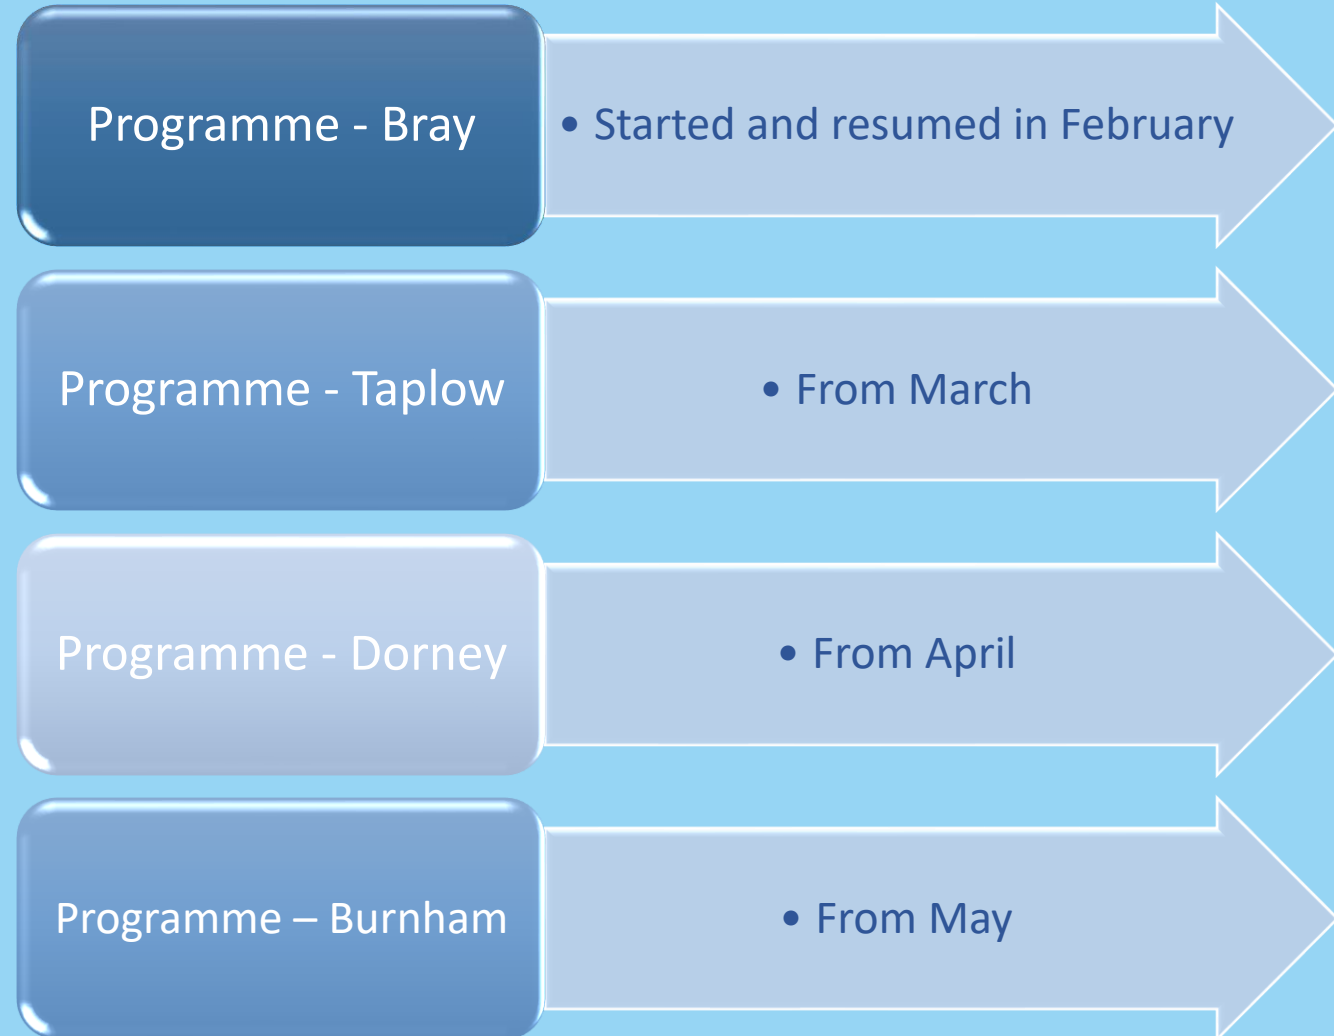 Programme - Bray
• Started and resumed in February
Programme - Taplow
• From March
Programme - Dorney
• From April
Programme – Burnham
• From May